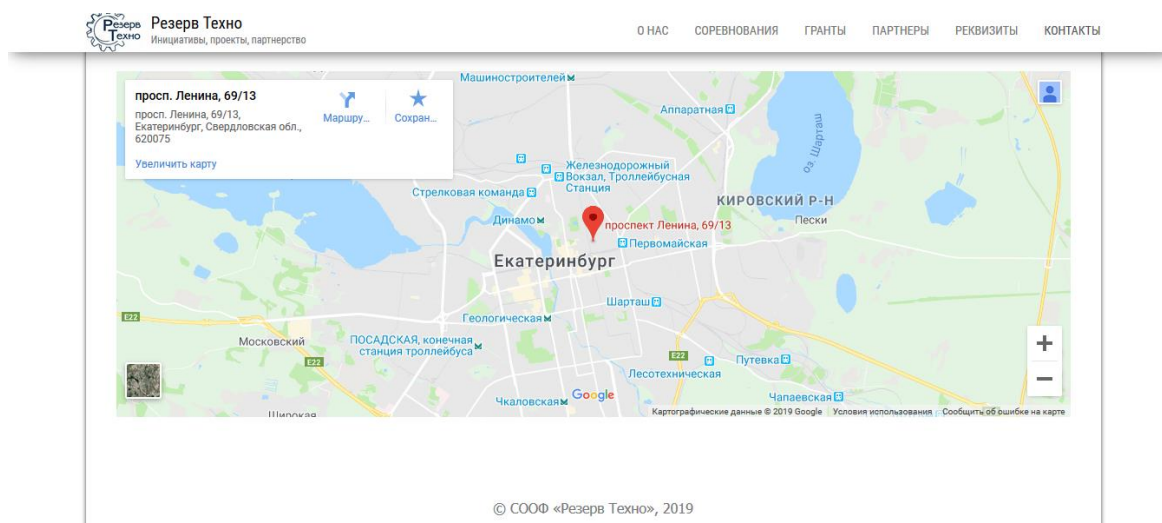 Резерв
Техно
Резерв Техно
Инициативы, проекты, партнерство
О НАС
СОРЕВНОВАНИЯ
ГРАНТЫ
ПАРТНЕРЫ
РЕКВИЗИТЫ
КОНТАКТЫ
просп. Ленина, 69/13
просп. Ленина, 69/13,
Екатеринбург, Свердловская обл.,
620075
Маршру...
Сохран...
Увеличить карту
Машиностроителей
Аппаратная
оз. Шарташ
Железнодорожный
Вокзал, Троллейбусная
Станция
Стрелковая команда
КИРОВСКИЙ Р-Н
Динамо
проспект Ленина, 69/13
Пески
Первомайская
Екатеринбург
Шарташ
Геологическая
E22
Московский
ПОСАДСКАЯ, конечная
станция троллейбуса
E22
E22
Путевка
Лесотехническая
Чкаловская
Google
Чапаевская
Широкая
Картографические данные © 2019 Google
Условия использования
Сообщить об ошибке на карте
© СООФ «Резерв Техно», 2019